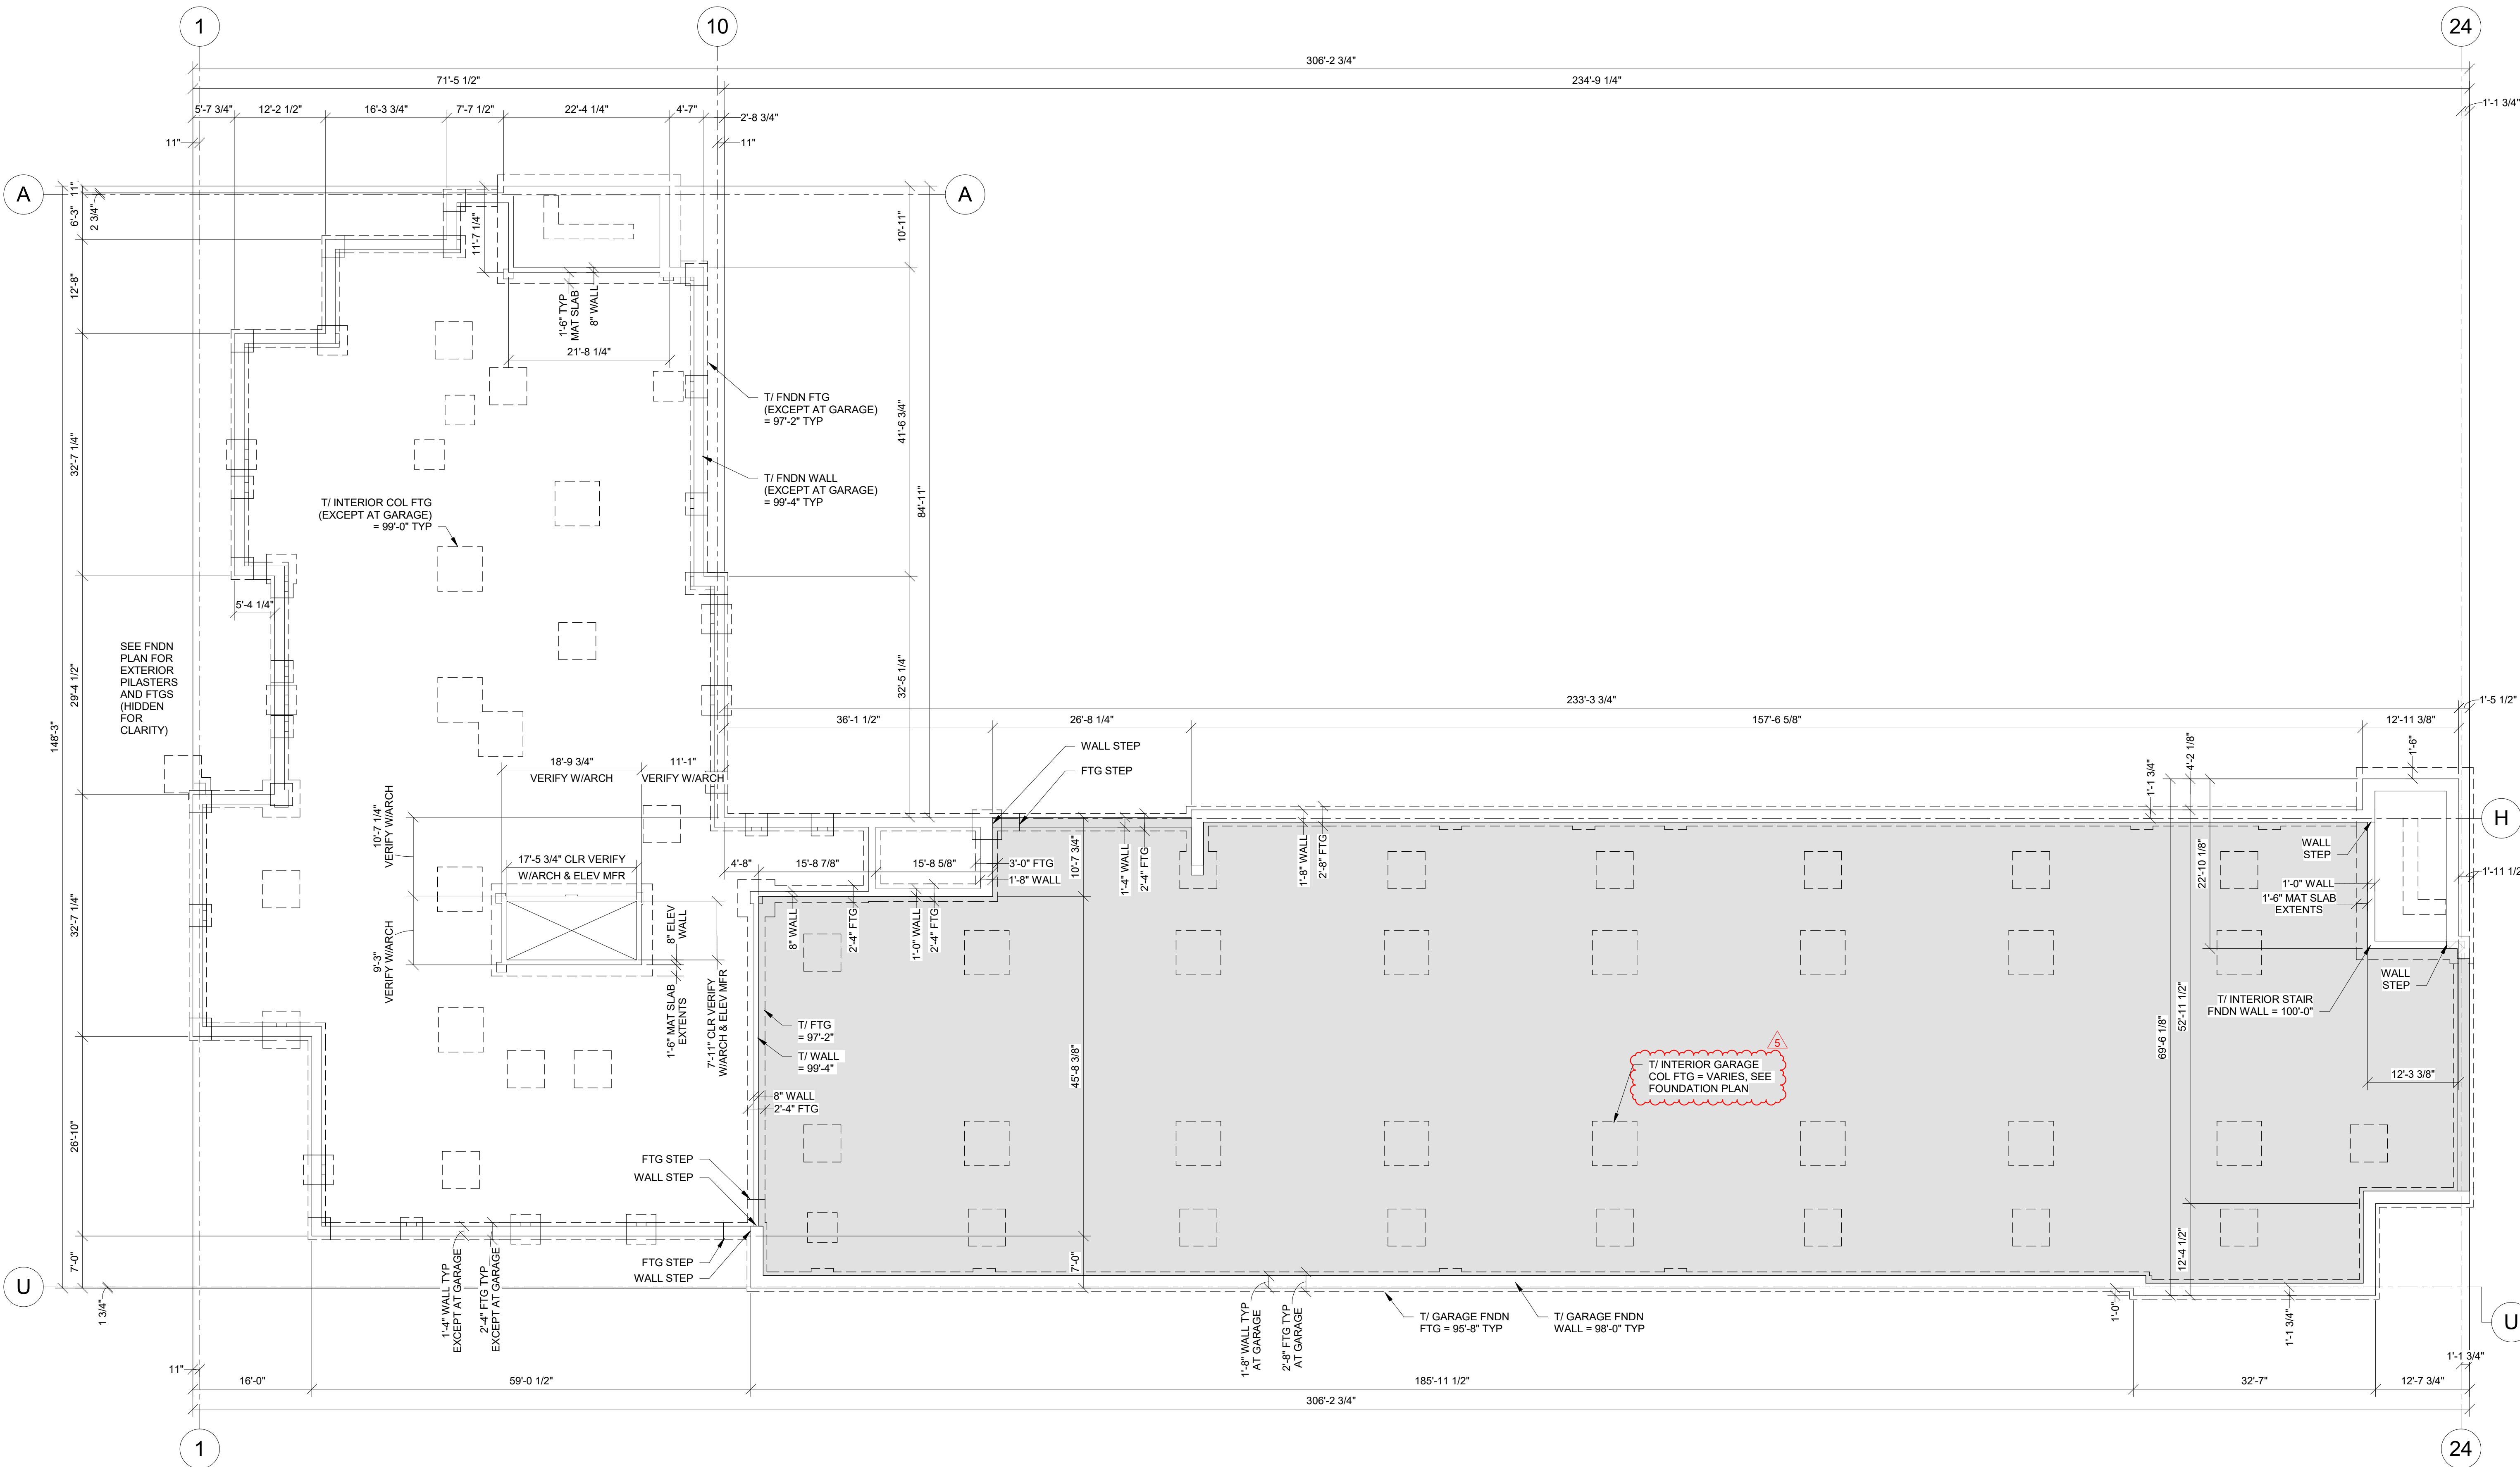 1
10
24
306'-2 3/4"
71'-5 1/2"
234'-9 1/4"
5'-7 3/4"
12'-2 1/2"
16'-3 3/4"
7'-7 1/2"
22'-4 1/4"
4'-7"
2'-8 3/4"
1'-1 3/4"
11"
11"
A
A
11"
6'-3"
2 3/4"
12'-8"
32'-7 1/4"
29'-4 1/2"
148'-3"
32'-7 1/4"
26'-10"
7'-0"
1 3/4"
11'-7 1/4"
1'-6" TYP
MAT SLAB
8" WALL
21'-8 1/4"
10'-11"
41'-6 3/4"
84'-11"
32'-5 1/4"
T/ FNDN FTG
(EXCEPT AT GARAGE)
= 97'-2" TYP
T/ FNDN WALL
(EXCEPT AT GARAGE)
= 99'-4" TYP
T/ INTERIOR COL FTG
(EXCEPT AT GARAGE)
= 99'-0" TYP
5'-4 1/4"
SEE FNDN
PLAN FOR
EXTERIOR
PILASTERS
AND FTGS
(HIDDEN
FOR
CLARITY)
233'-3 3/4"
1'-5 1/2"
36'-1 1/2"
26'-8 1/4"
157'-6 5/8"
12'-11 3/8"
WALL STEP
FTG STEP
18'-9 3/4"
VERIFY W/ARCH
11'-1"
VERIFY W/ARCH
10'-7 1/4"
VERIFY W/ARCH
9'-3"
VERIFY W/ARCH
17'-5 3/4" CLR VERIFY
W/ARCH & ELEV MFR
8" ELEV
WALL
1'-6" MAT SLAB
EXTENTS
7'-11" CLR VERIFY
W/ARCH & ELEV MFR
4'-8"
15'-8 7/8"
15'-8 5/8"
3'-0" FTG
1'-8" WALL
8" WALL
2'-4" FTG
1'-0" WALL
2'-4" FTG
10'-7 3/4"
1'-4" WALL
2'-4" FTG
1'-8" WALL
2'-8" FTG
1'-1 3/4"
4'-2 1/8"
1'-6"
H
WALL
STEP
22'-10 1/8"
1'-0" WALL
1'-6" MAT SLAB
EXTENTS
1'-11 1/2
WALL
STEP
T/ INTERIOR STAIR
FNDN WALL = 100'-0"
12'-3 3/8"
69'-6 1/8"
52'-11 1/2"
12'-4 1/2"
T/ FTG
= 97'-2"
T/ WALL
= 99'-4"
8" WALL
2'-4" FTG
45'-8 3/8"
7'-0"
5
T/ INTERIOR GARAGE
COL FTG = VARIES, SEE
FOUNDATION PLAN
FTG STEP
WALL STEP
FTG STEP
WALL STEP
U
U
1'-4" WALL TYP
EXCEPT AT GARAGE
2'-4" FTG TYP
EXCEPT AT GARAGE
1'-8" WALL TYP
AT GARAGE
2'-8" FTG TYP
AT GARAGE
T/ GARAGE FNDN
FTG = 95'-8" TYP
T/ GARAGE FNDN
WALL = 98'-0" TYP
1'-0"
1'-1 3/4"
1'-1 3/4"
11"
16'-0"
59'-0 1/2"
185'-11 1/2"
32'-7"
12'-7 3/4"
306'-2 3/4"
1
24